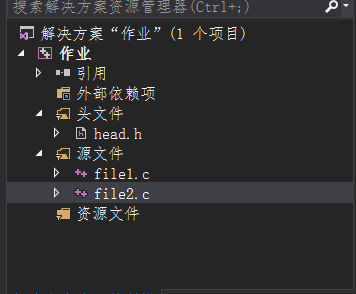 搜索解决方案资源管理器(Ctrl+;)
解决方案“作业”(1 个项目)
作业
引用
外部依赖项
头文件
head.h
源文件
file1.c
file2.c
资源文件